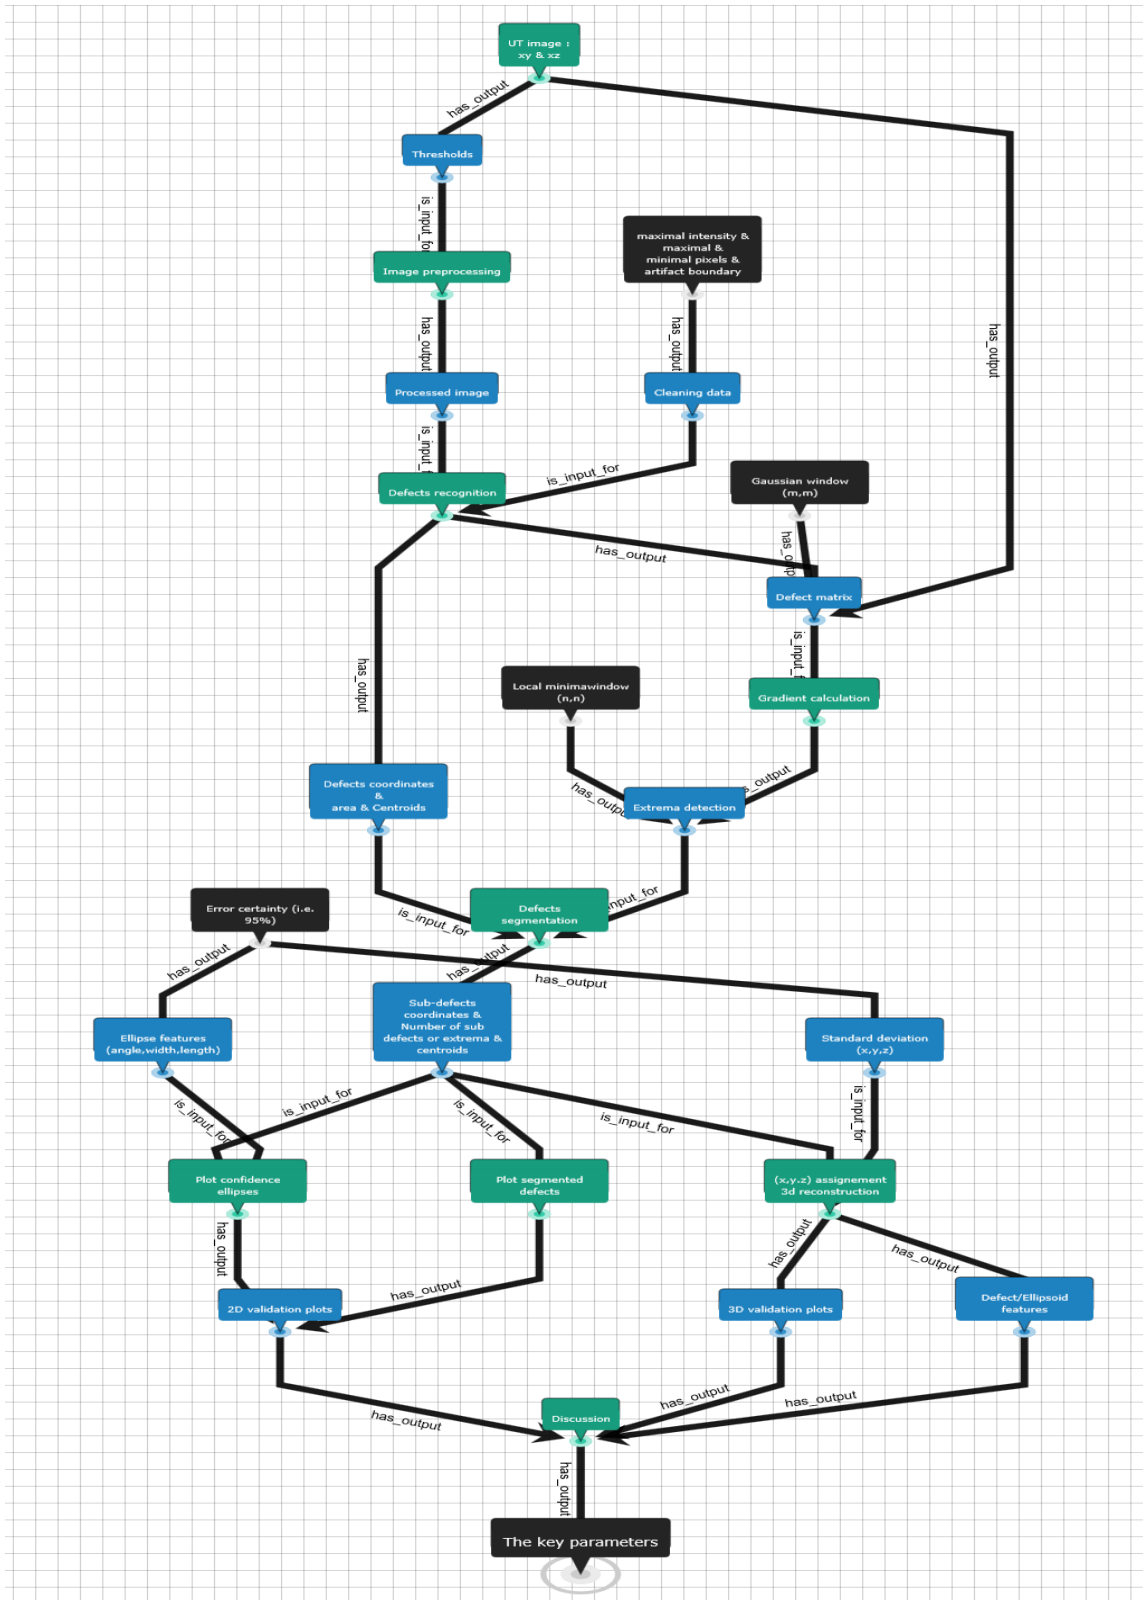 UT image :
xy & xz
has_output
Thresholds
is_input_for
maximal intensity &
maximal &
minimal pixels &
artifact boundary
Image preprocessing
has_output
has_output
has_output
Processed image
Cleaning data
is_input_f
is_input_for
Gaussian window
(m,m)
Defects recognition
has_output
has_outp
Defect matrix
is_input_f
Local minimawindow
(n,n)
Gradient calculation
has_output
Defects coordinates
&
area & Centroids
has_outpu
s_output
Extrema detection
Error certainty (i.e.
95%)
is_input_for
Defects
segmentation
input_for
has_output
has_output
has_output
Sub-defects
coordinates &
Number of sub
defects or extrema &
centroids
Ellipse features
(angle,width,length)
Standard deviation
(x,y,z)
is_input_for
is_input_for
is_input_for
is_input_for
is_input_for
Plot confidence
ellipses
Plot segmented
defects
(x,y.z) assignement
3d reconstruction
has_output
has_output
has_output
has_output
2D validation plots
3D validation plots
Defect/Ellipsoid
features
has_output
has_output
has_output
Discussion
has_output
The key parameters